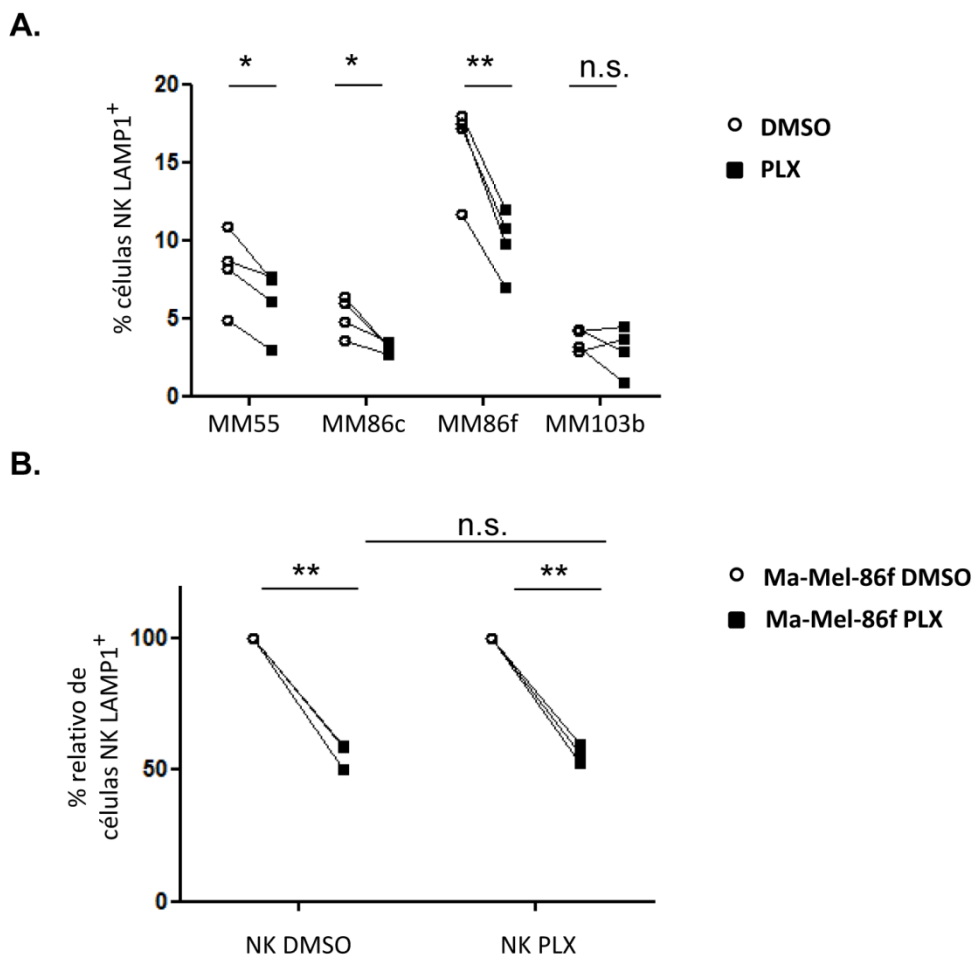 A.
* * ** n.s.
% células NK LAMP1+
20
15
10
5
0
DMSO
PLX
MM55 MM86c MM86f MM103b
B.
n.s.
** **
% relativo de
células NK LAMP1+
100
50
0
Ma-Mel-86f DMSO
Ma-Mel-86f PLX
NK DMSO NK PLX